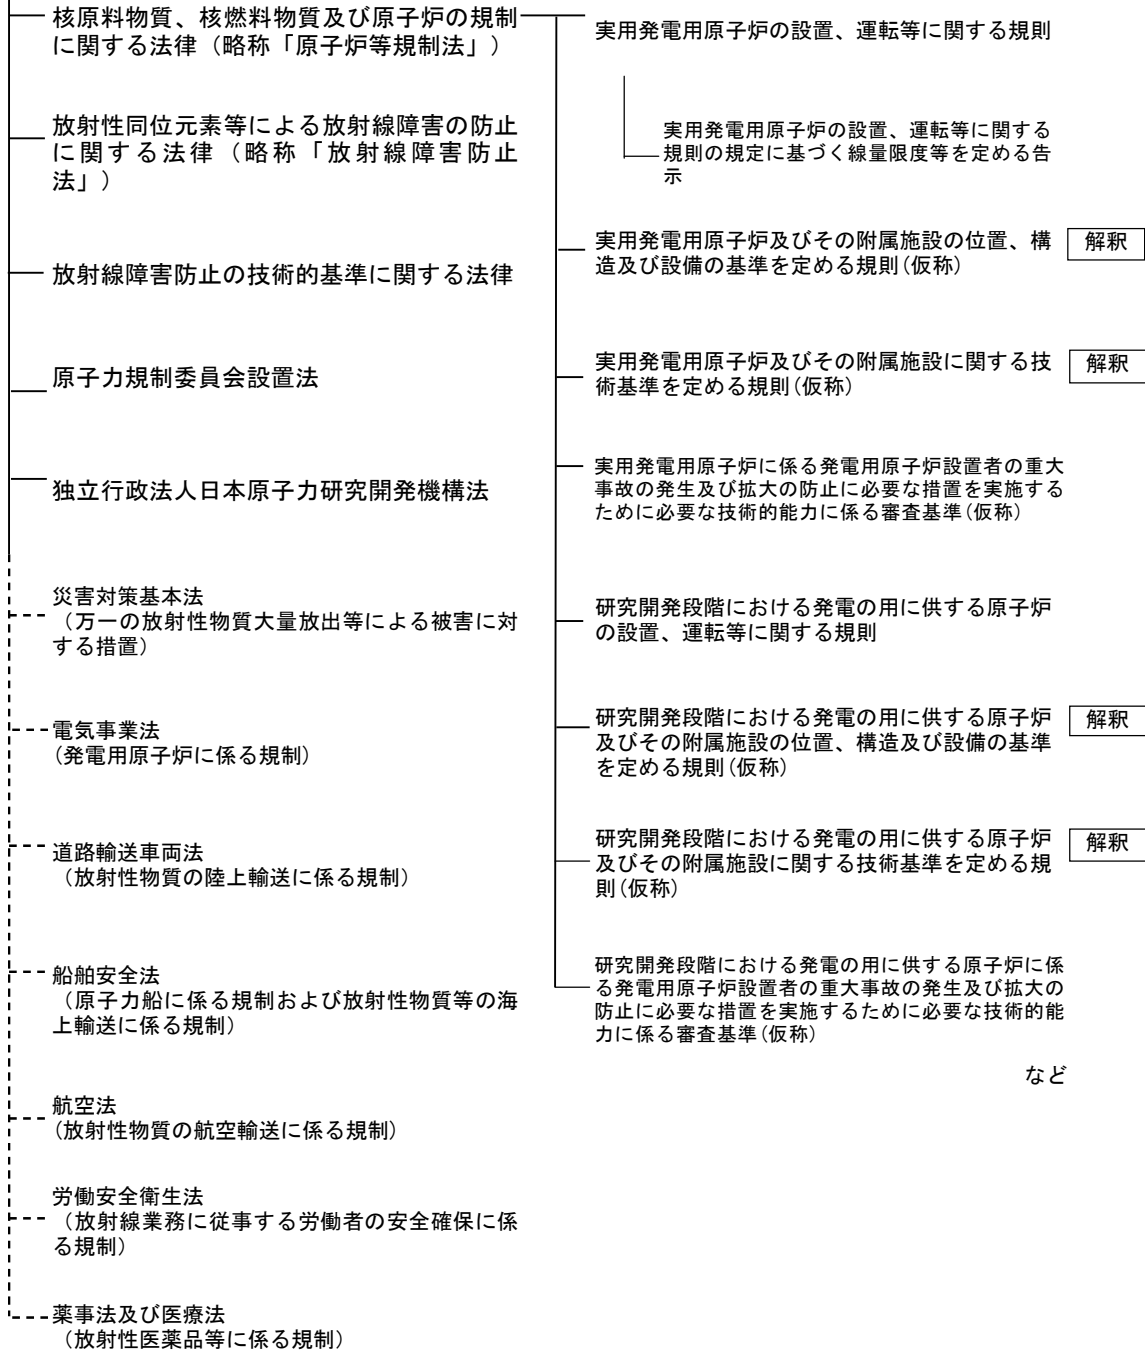 核原料物質、核燃料物質及び原子炉の規制
に関する法律（略称「原子炉等規制法」）
放射性同位元素等による放射線障害の防止
に関する法律（略称「放射線障害防止
法」）
放射線障害防止の技術的基準に関する法律
原子力規制委員会設置法
独立行政法人日本原子力研究開発機構法
災害対策基本法
（万一の放射性物質大量放出等による被害に対
する措置）
電気事業法
（発電用原子炉に係る規制）
道路輸送車両法
（放射性物質の陸上輸送に係る規制）
船舶安全法
（原子力船に係る規制および放射性物質等の海
上輸送に係る規制）
航空法
（放射性物質の航空輸送に係る規制）
労働安全衛生法
（放射線業務に従事する労働者の安全確保に係
る規制）
薬事法及び医療法
（放射性医薬品等に係る規制）
実用発電用原子炉の設置、運転等に関する規則
実用発電用原子炉の設置、運転等に関する
規則の規定に基づく線量限度等を定める告
示
実用発電用原子炉及びその附属施設の位置、構
造及び設備の基準を定める規則（仮称）
解釈
実用発電用原子炉及びその附属施設に関する技
術基準を定める規則（仮称）
解釈
実用発電用原子炉に係る発電用原子炉設置者の重大
事故の発生及び拡大の防止に必要な措置を実施する
ために必要な技術的能力に係る審査基準（仮称）
研究開発段階における発電の用に供する原子炉
の設置、運転等に関する規則
研究開発段階における発電の用に供する原子炉
及びその附属施設の位置、構造及び設備の基準
を定める規則（仮称）
解釈
研究開発段階における発電の用に供する原子炉
及びその附属施設に関する技術基準を定める規
則（仮称）
解釈
研究開発段階における発電の用に供する原子炉に係
る発電用原子炉設置者の重大事故の発生及び拡大の
防止に必要な措置を実施するために必要な技術的能
力に係る審査基準（仮称）
など